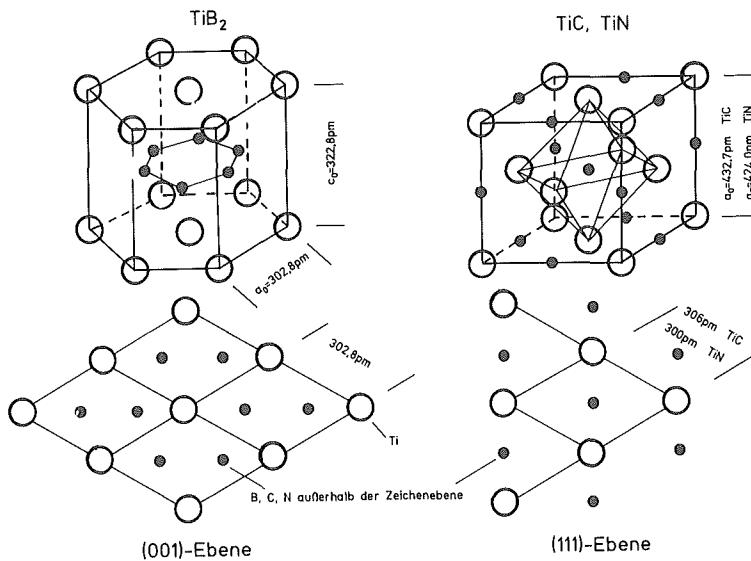 TiB₂
TiC, TiN
c₀=322,8pm
a₀=302,8pm
a₀=432,7pm TiC
a₀=424,0pm TiN
302,8pm
306pm TiC
300pm TiN
Ti
B, C, N außerhalb der Zeichenebene
(001)-Ebene
(111)-Ebene